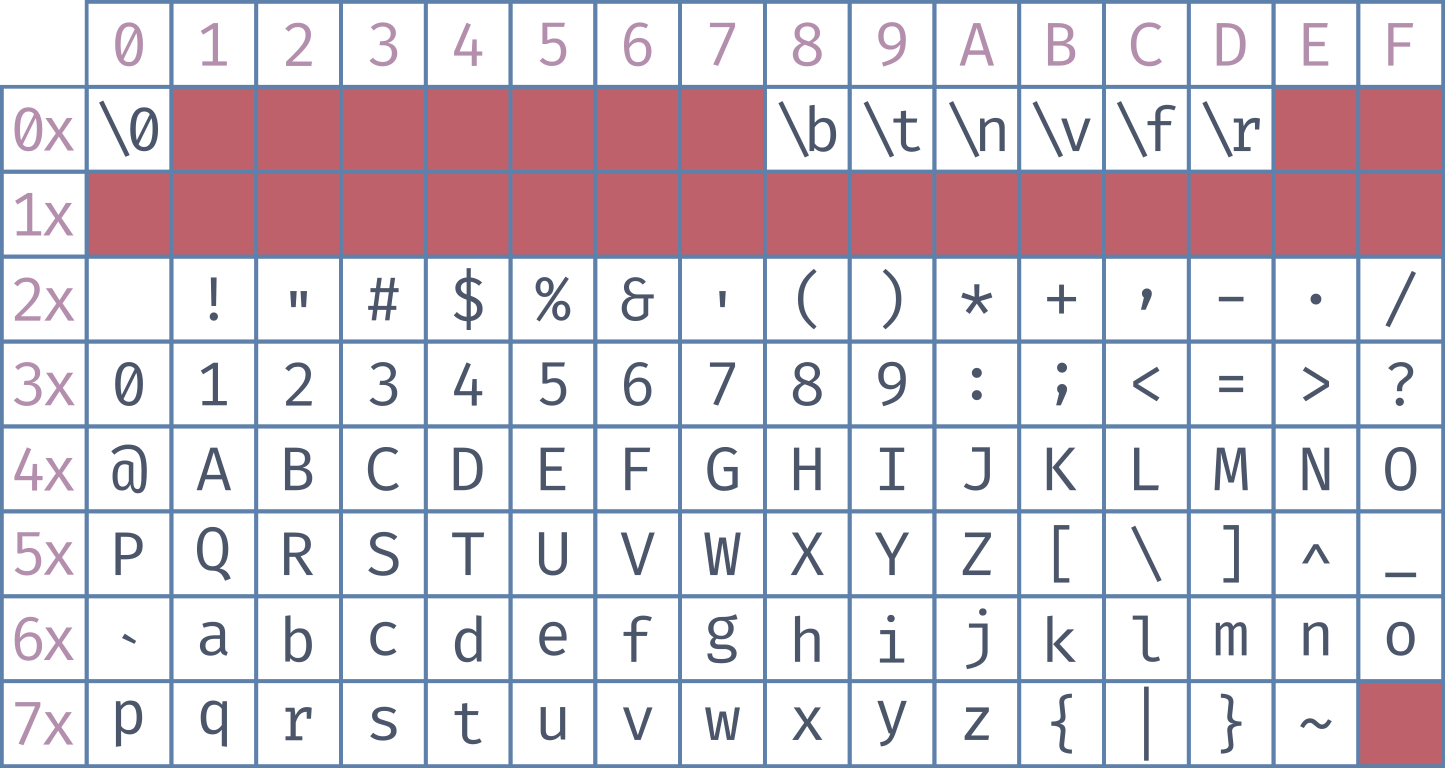 0 1 2 3 4 5 6 7 8 9 A B C D E F
0x \0 \b \t \n \v \f \r
1x
2x ! " # $ % & ' ( ) * + , - . /
3x 0 1 2 3 4 5 6 7 8 9 : ; < = > ?
4x @ A B C D E F G H I J K L M N O
5x P Q R S T U V W X Y Z [ \ ] ^ _
6x ` a b c d e f g h i j k l m n o
7x p q r s t u v w x y z { | } ~